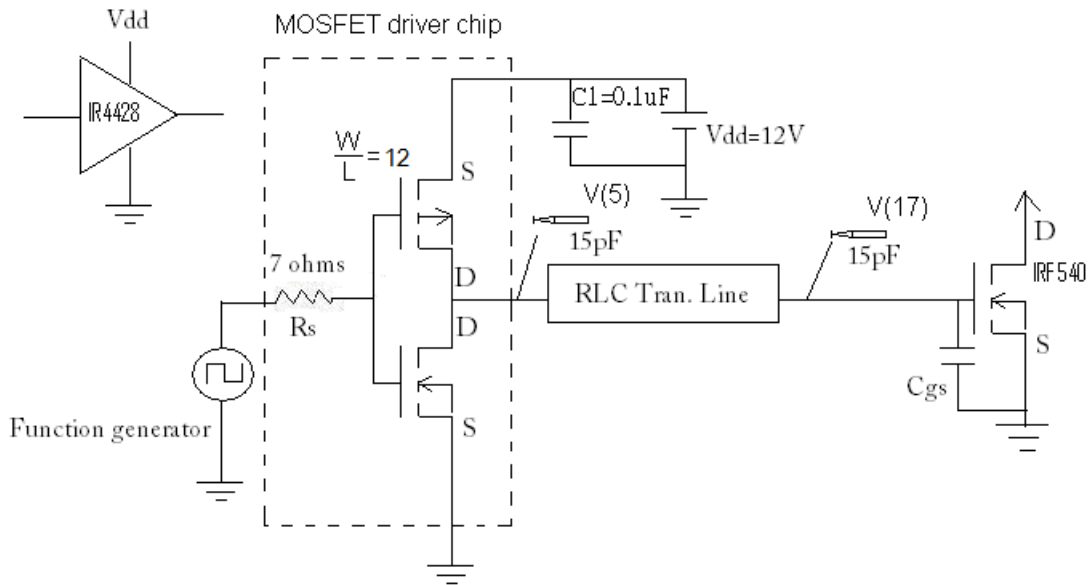 Vdd
IR4428
MOSFET driver chip
W
L
= 12
S
D
D
S
7 ohms
Rs
Function generator
C1=0.1uF
Vdd=12V
V(5)
15pF
RLC Tran. Line
V(17)
15pF
D
IRF540
S
Cgs